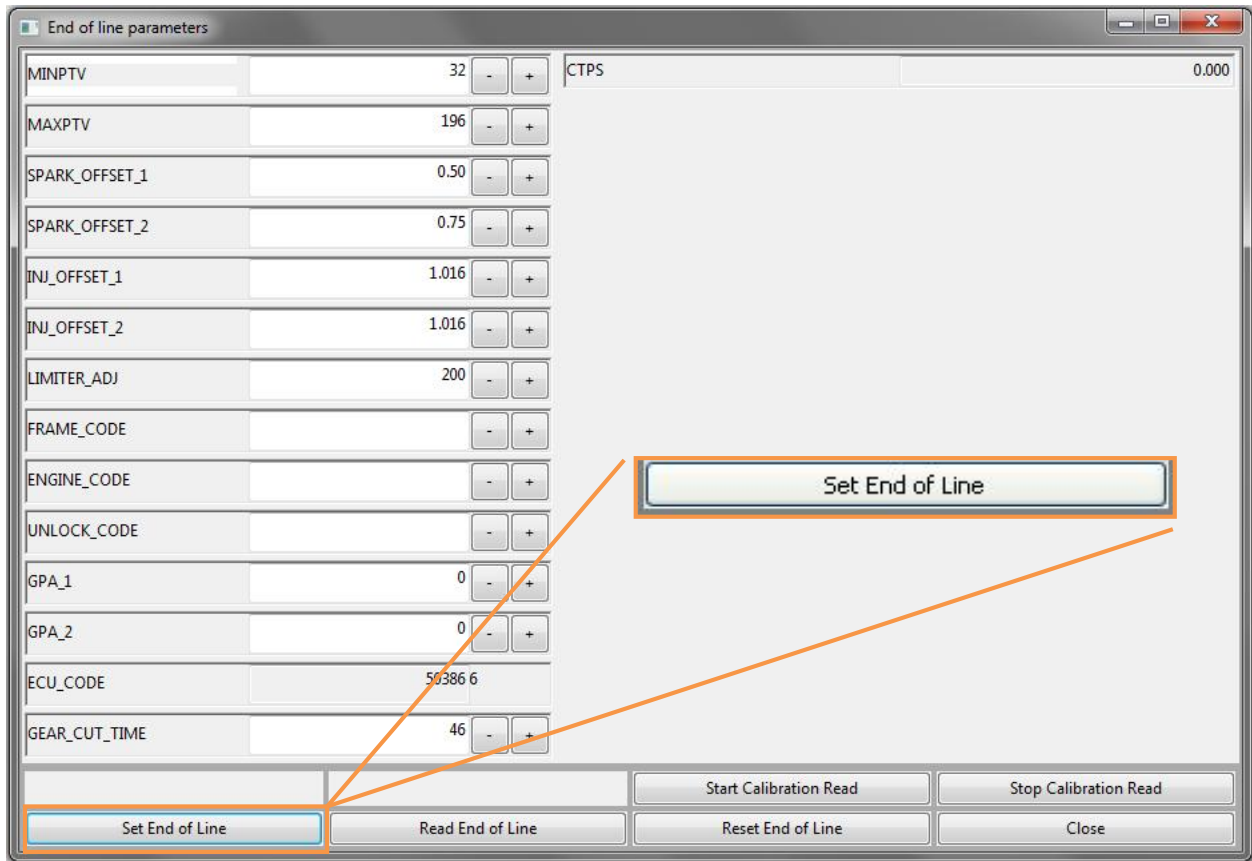 End of line parameters
MINPTV 32 - + CTPS 0.000
MAXPTV 196 - +
SPARK_OFFSET_1 0.50 - +
SPARK_OFFSET_2 0.75 - +
INJ_OFFSET_1 1.016 - +
INJ_OFFSET_2 1.016 - +
LIMITER_ADJ 200 - +
FRAME_CODE - +
ENGINE_CODE - +
Set End of Line
UNLOCK_CODE - +
GPA_1 0 - +
GPA_2 0 - +
ECU_CODE 6
GEAR_CUT_TIME 46 - +
Start Calibration Read Stop Calibration Read
Set End of Line Read End of Line Reset End of Line Close